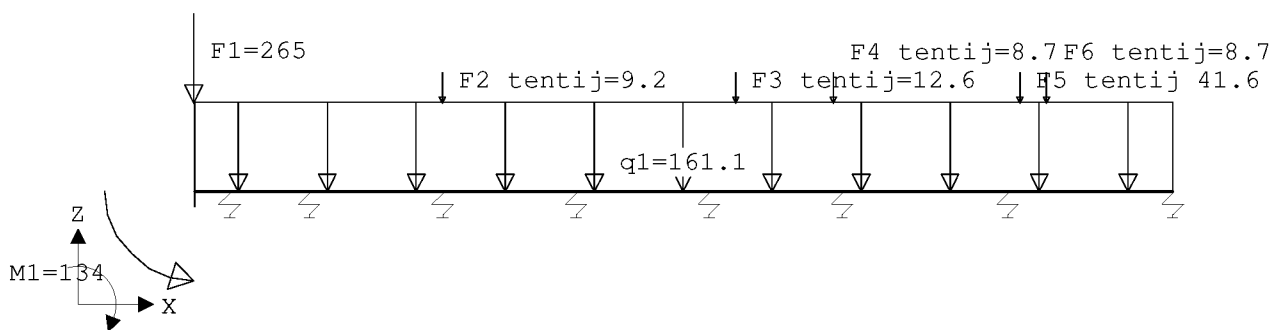 F4 tentij=8.7 F6 tentij=8.7
F1=265
F2 tentij=9.2
F3 tentij=12.6
F5 tentij 41.6
q1=161.1
Z
M1=134
X